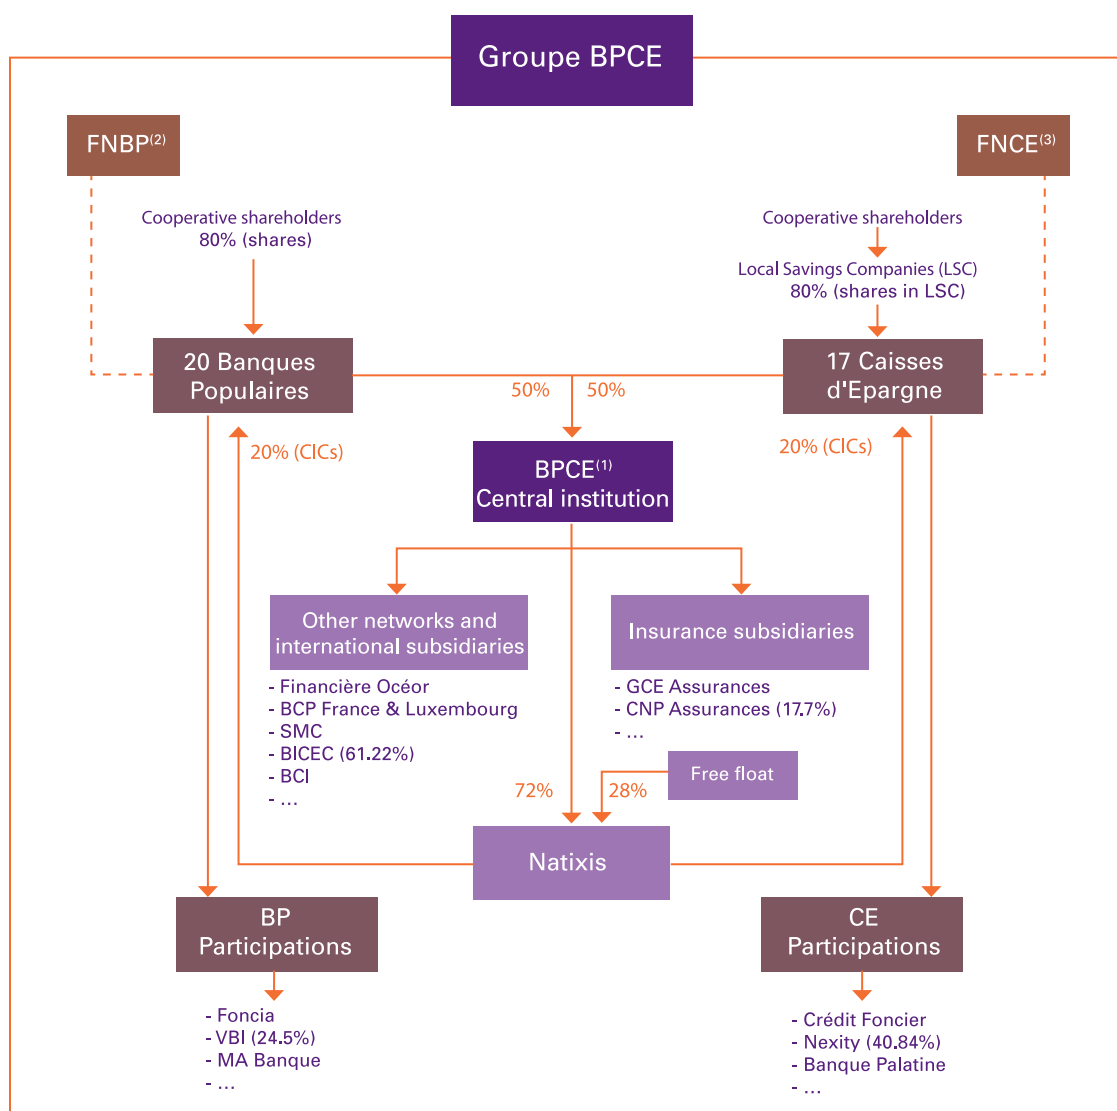 Groupe BPCE
FNBP(2)
FNCE(3)
Cooperative shareholders
80% (shares)
Cooperative shareholders
Local Savings Companies (LSC)
80% (shares in LSC)
20 Banques
Populaires
17 Caisses
d'Epargne
50%
50%
20% (CICs)
20% (CICs)
BPCE(1)
Central institution
Other networks and
international subsidiaries
Insurance subsidiaries
- Financière Océor
- BCP France & Luxembourg
- SMC
- BICEC (61.22%)
- BCI
- ...
- GCE Assurances
- CNP Assurances (17.7%)
- ...
Free float
72%
28%
Natixis
BP
Participations
CE
Participations
- Foncia
- VBI (24.5%)
- MA Banque
- ...
- Crédit Foncier
- Nexity (40.84%)
- Banque Palatine
- ...